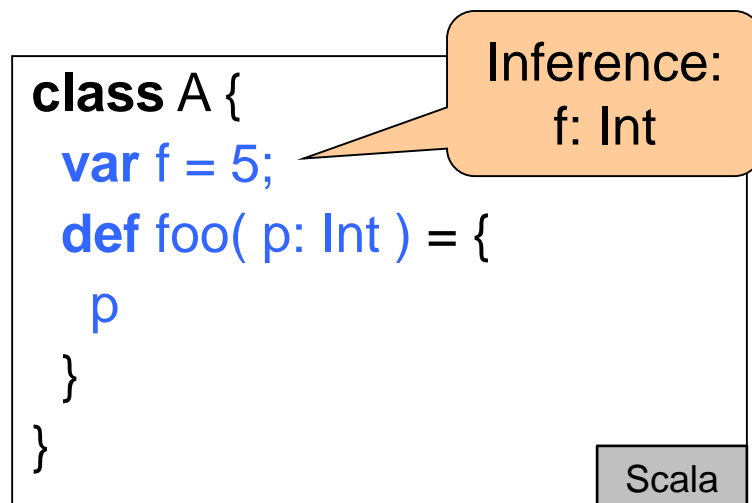 Inference:
f: Int
class A {
var f = 5;
def foo( p: Int ) = {
p
}
}
Scala